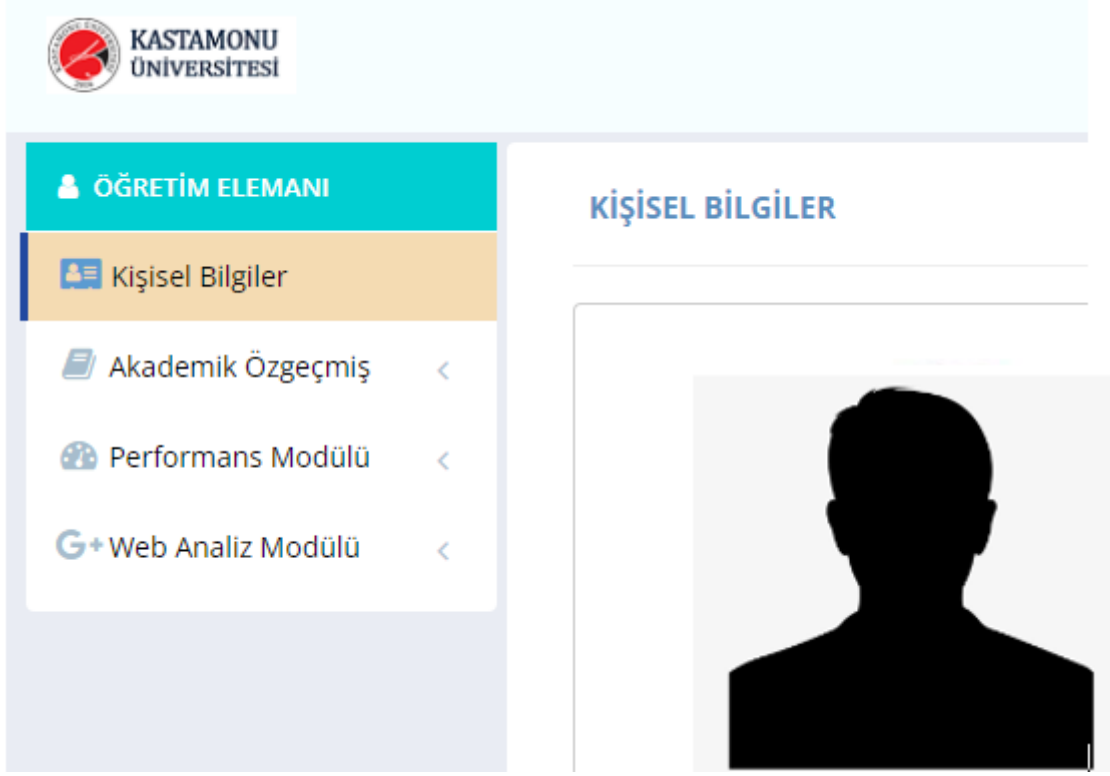 KASTAMONU
ÜNİVERSİTESİ
ÖĞRETİM ELEMANI
Kişisel Bilgiler
Akademik Özgeçmiş
Performans Modülü
G+ Web Analiz Modülü
KİŞİSEL BİLGİLER